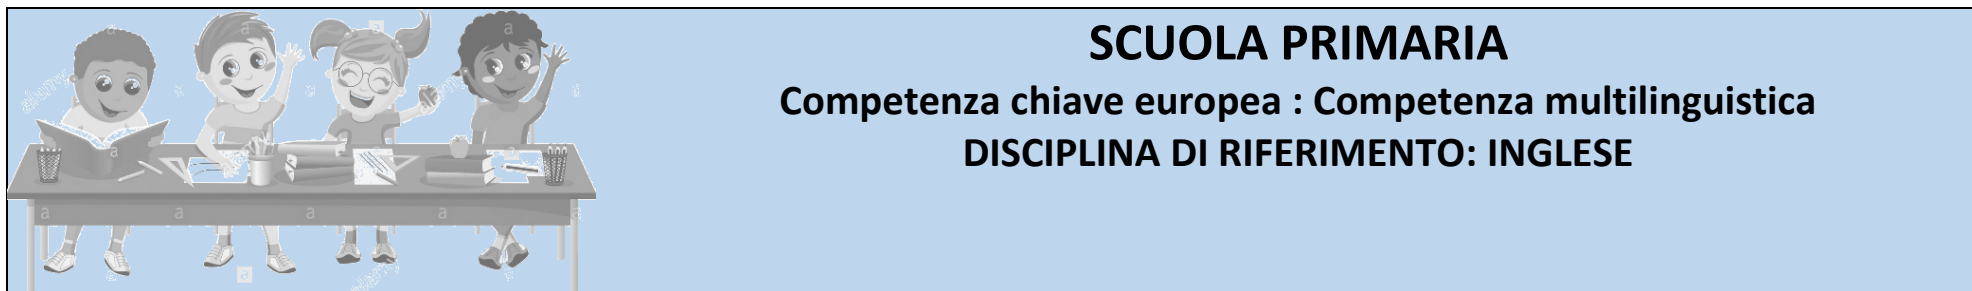 SCUOLA PRIMARIA
Competenza chiave europea : Competenza multilinguistica
DISCIPLINA DI RIFERIMENTO: INGLESE